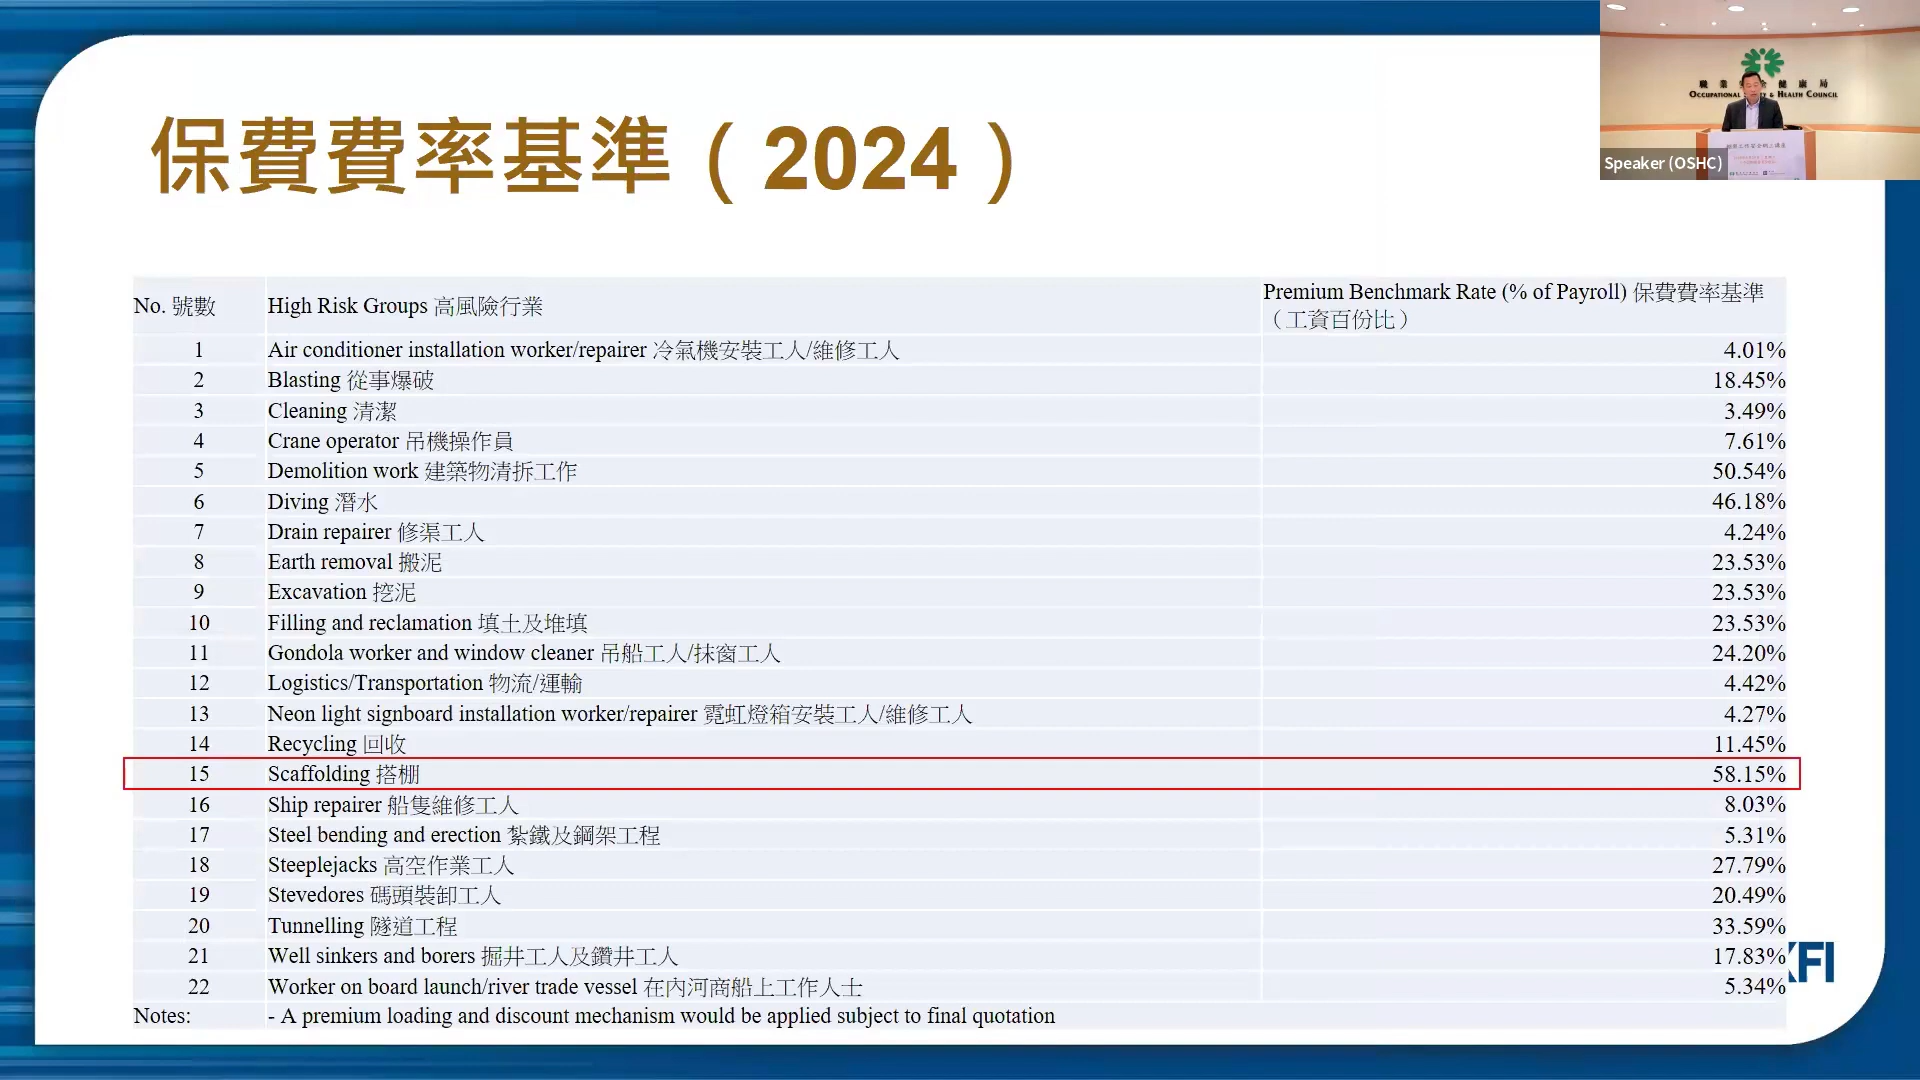 保費費率基準（2024）
職業安全健康局
OCCUPATIONAL SAFETY & HEALTH COUNCIL
Speaker (OSHC)
No. 號數 High Risk Groups 高風險行業 Premium Benchmark Rate (% of Payroll) 保費費率基準
（工資百份比）
1 Air conditioner installation worker/repairer 冷氣機安裝工人/維修工人 4.01%
2 Blasting 從事爆破 18.45%
3 Cleaning 清潔 3.49%
4 Crane operator 吊機操作員 7.61%
5 Demolition work 建築物清拆工作 50.54%
6 Diving 潛水 46.18%
7 Drain repairer 修渠工人 4.24%
8 Earth removal 搬泥 23.53%
9 Excavation 挖泥 23.53%
10 Filling and reclamation 填土及堆填 23.53%
11 Gondola worker and window cleaner 吊船工人/抹窗工人 24.20%
12 Logistics/Transportation 物流/運輸 4.42%
13 Neon light signboard installation worker/repairer 霓虹燈箱安裝工人/維修工人 4.27%
14 Recycling 回收 11.45%
15 Scaffolding 搭棚 58.15%
16 Ship repairer 船隻維修工人 8.03%
17 Steel bending and erection 紮鐵及鋼架工程 5.31%
18 Steeplejacks 高空作業工人 27.79%
19 Stevedores 碼頭裝卸工人 20.49%
20 Tunnelling 隧道工程 33.59%
21 Well sinkers and borers 掘井工人及鑽井工人 17.83%
22 Worker on board launch/river trade vessel 在內河商船上工作人士 5.34%
Notes: - A premium loading and discount mechanism would be applied subject to final quotation
KFI